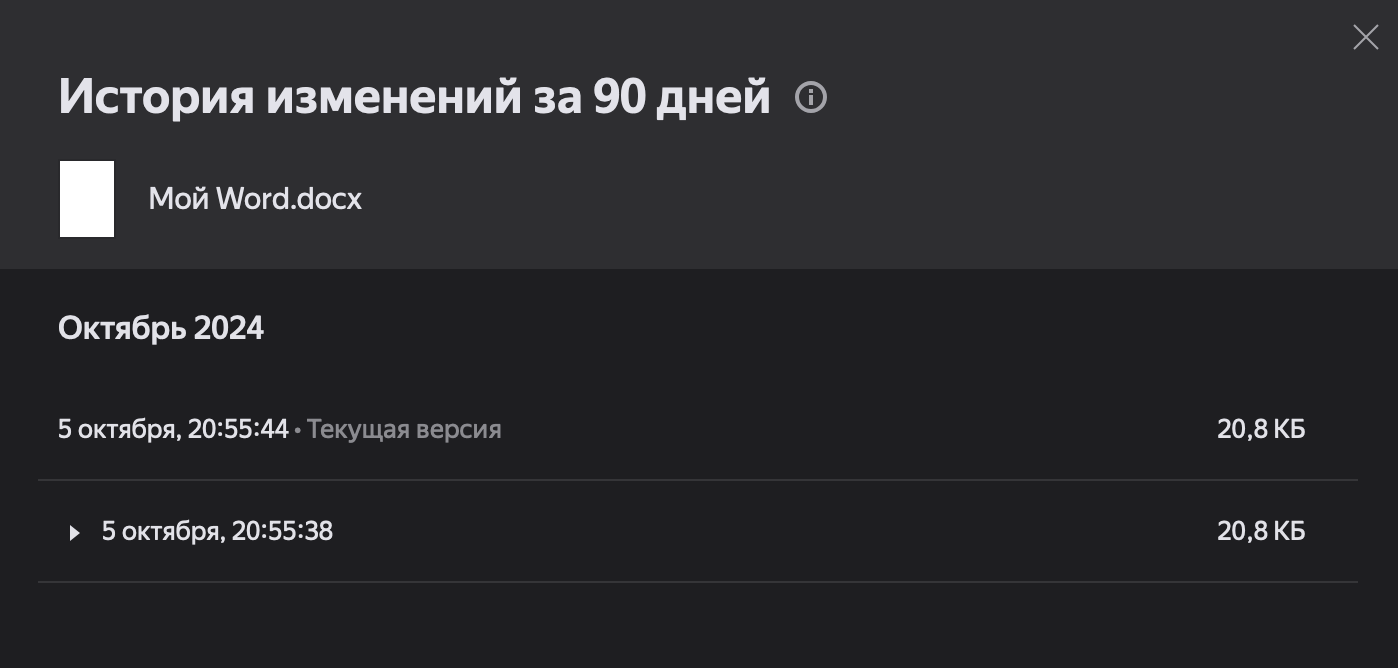 История изменений за 90 дней
Мой Word.docx
Октябрь 2024
5 октября, 20:55:44 • Текущая версия 20,8 КБ
5 октября, 20:55:38 20,8 КБ